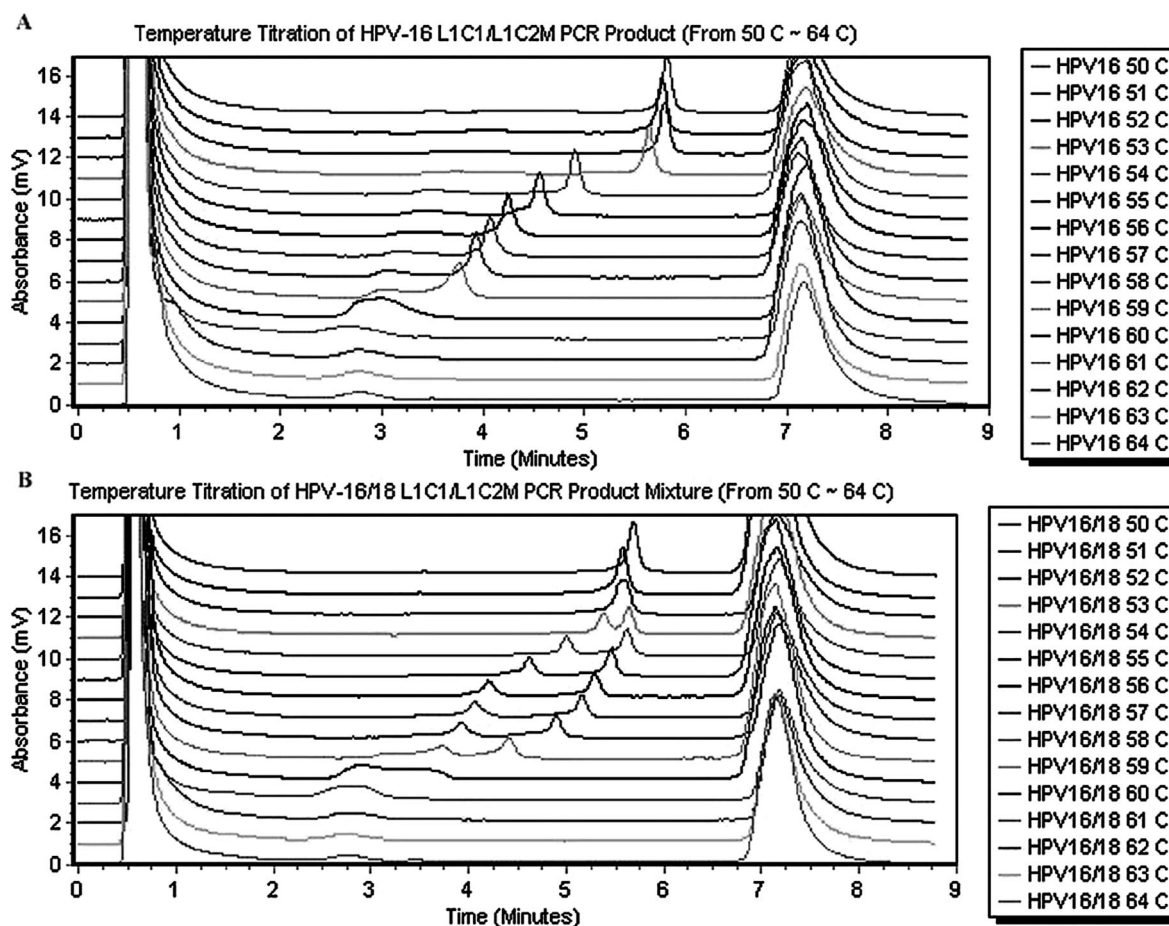 A
Temperature Titration of HPV-16 L1C1/L1C2M PCR Product (From 50 C ~ 64 C)
Absorbance (mV)
16
14
12
10
8
6
4
2
0
0 1 2 3 4 5 6 7 8 9
Time (Minutes)
HPV16 50 C
HPV16 51 C
HPV16 52 C
HPV16 53 C
HPV16 54 C
HPV16 55 C
HPV16 56 C
HPV16 57 C
HPV16 58 C
HPV16 59 C
HPV16 60 C
HPV16 61 C
HPV16 62 C
HPV16 63 C
HPV16 64 C
B
Temperature Titration of HPV-16/18 L1C1/L1C2M PCR Product Mixture (From 50 C ~ 64 C)
Absorbance (mV)
16
14
12
10
8
6
4
2
0
0 1 2 3 4 5 6 7 8 9
Time (Minutes)
HPV16/18 50 C
HPV16/18 51 C
HPV16/18 52 C
HPV16/18 53 C
HPV16/18 54 C
HPV16/18 55 C
HPV16/18 56 C
HPV16/18 57 C
HPV16/18 58 C
HPV16/18 59 C
HPV16/18 60 C
HPV16/18 61 C
HPV16/18 62 C
HPV16/18 63 C
HPV16/18 64 C